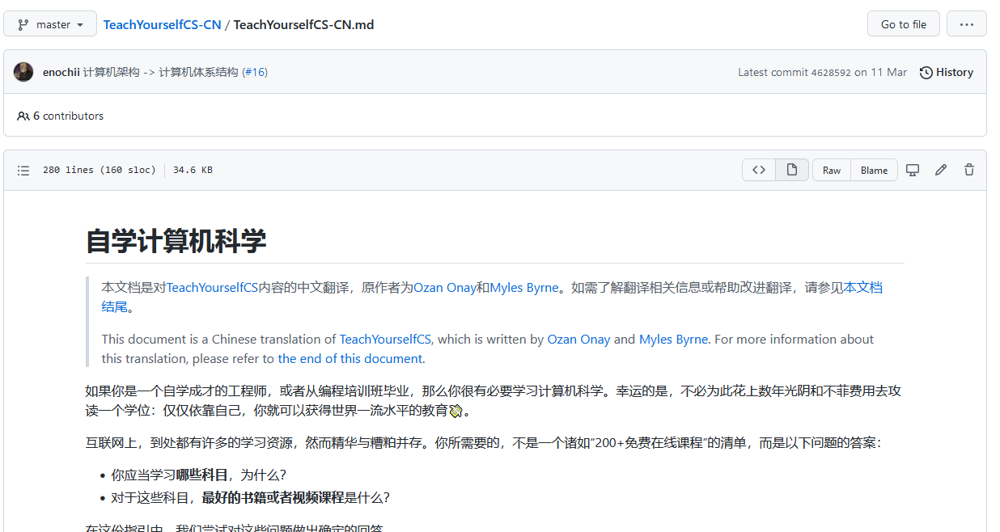 master
TeachYourselfCS-CN / TeachYourselfCS-CN.md
Go to file
...
enochii 计算机架构 -> 计算机体系结构 (#16)
Latest commit 4628592 on 11 Mar
History
6 contributors
280 lines (160 sloc)
34.6 KB
<>
Raw
Blame
自学计算机科学
本文档是对TeachYourselfCS内容的中文翻译，原作者为Ozan Onay和Myles Byrne。如需了解翻译相关信息或帮助改进翻译，请参见本文档
结尾。
This document is a Chinese translation of TeachYourselfCS, which is written by Ozan Onay and Myles Byrne. For more information about
this translation, please refer to the end of this document.
如果你是一个自学成才的工程师，或者从编程培训班毕业，那么你很有必要学习计算机科学。幸运的是，不必为此花上数年光阴和不菲费用去攻
读一个学位：仅仅依靠自己，你就可以获得世界一流水平的教育💸。
互联网上，到处都有许多的学习资源，然而精华与糟粕并存。你所需要的，不是一个诸如“200+免费在线课程”的清单，而是以下问题的答案：
• 你应当学习哪些科目，为什么？
• 对于这些科目，最好的书籍或者视频课程是什么？
在这份指引中，我们尝试对这些问题做出确定的回答。